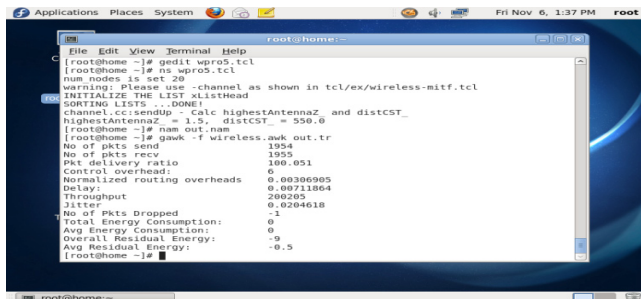 Applications Places System Fri Nov 6, 1:37 PM root
root@home:~
File Edit View Terminal Help
[root@home ~]# gedit wpro5.tcl
[root@home ~]# ns wpro5.tcl
num_nodes is set 20
warning: Please use -channel as shown in tcl/ex/wireless-mitf.tcl
INITIALIZE THE LIST xListHead
SORTING LISTS ...DONE!
channel.cc:sendUp - Calc highestAntennaZ_ and distCST_
highestAntennaZ_ = 1.5, distCST_ = 550.0
[root@home ~]# nam out.nam
[root@home ~]# gawk -f wireless.awk out.tr
No of pkts send 1954
No of pkts recv 1955
Pkt delivery ratio 100.051
Control overhead: 6
Normalized routing overheads 0.00306905
Delay: 0.00711864
Throughput 200205
Jitter 0.0204618
No of Pkts Dropped -1
Total Energy Consumption: 0
Avg Energy Consumption: 0
Overall Residual Energy: -9
Avg Residual Energy: -0.5
[root@home ~]#
root@home:~